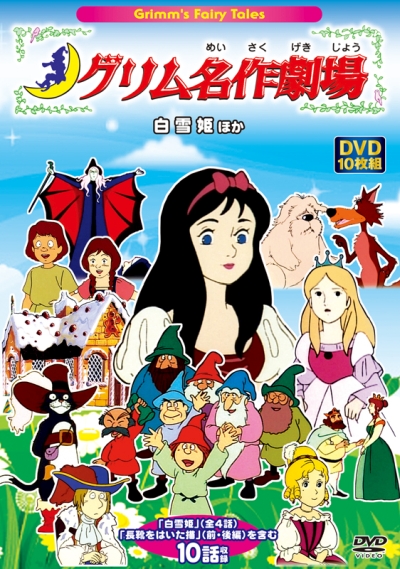 Grimm's Fairy Tales
めい さく げき じょう
グリム名作劇場
白雪姫 ほか
DVD
10枚組
「白雪姫」(全4話)
「長靴をはいた猫」(前・後編)を含む
10話収録
DVD
VIDEO